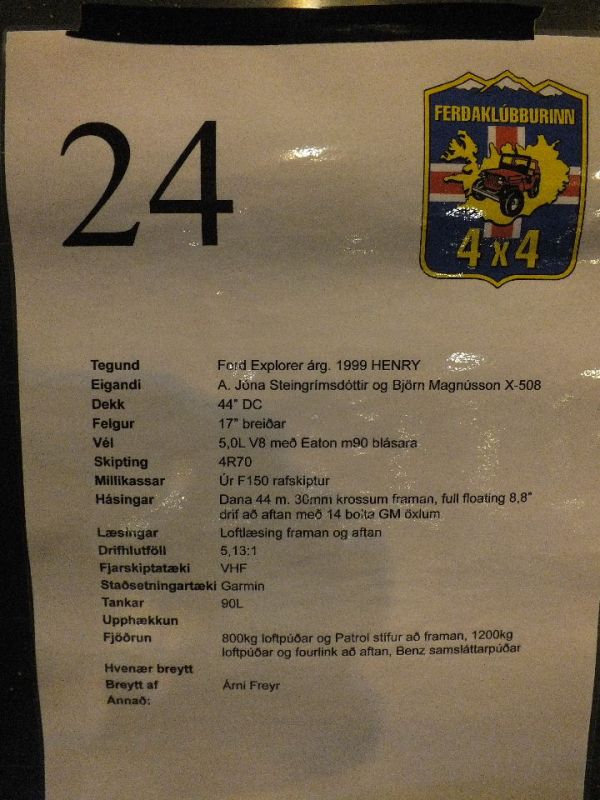 24
FERÐAKLÚBBURINN
4 x 4
Tegund Ford Explorer árg. 1999 HENRY
Eigandi A. Jóna Steingrímsdóttir og Björn Magnússon X-508
Dekk 44" DC
Felgur 17" breiðar
Vél 5,0L V8 með Eaton m90 blásara
Skipting 4R70
Millikassar Úr F150 rafskiptur
Hásingar Dana 44 m. 30mm krossum framan, full floating 8,8"
drif að aftan með 14 bolta GM öxlum
Læsingar Loftlæsing framan og aftan
Drifhlutföll 5,13:1
Fjarskiptatæki VHF
Staðsetningartæki Garmin
Tankar 90L
Upphækkun
Fjöðrun 800kg loftpúðar og Patrol stífur að framan, 1200kg
loftpúðar og fourlink að aftan, Benz samsláttarpúðar
Hvenær breytt
Breytt af Árni Freyr
Annað: